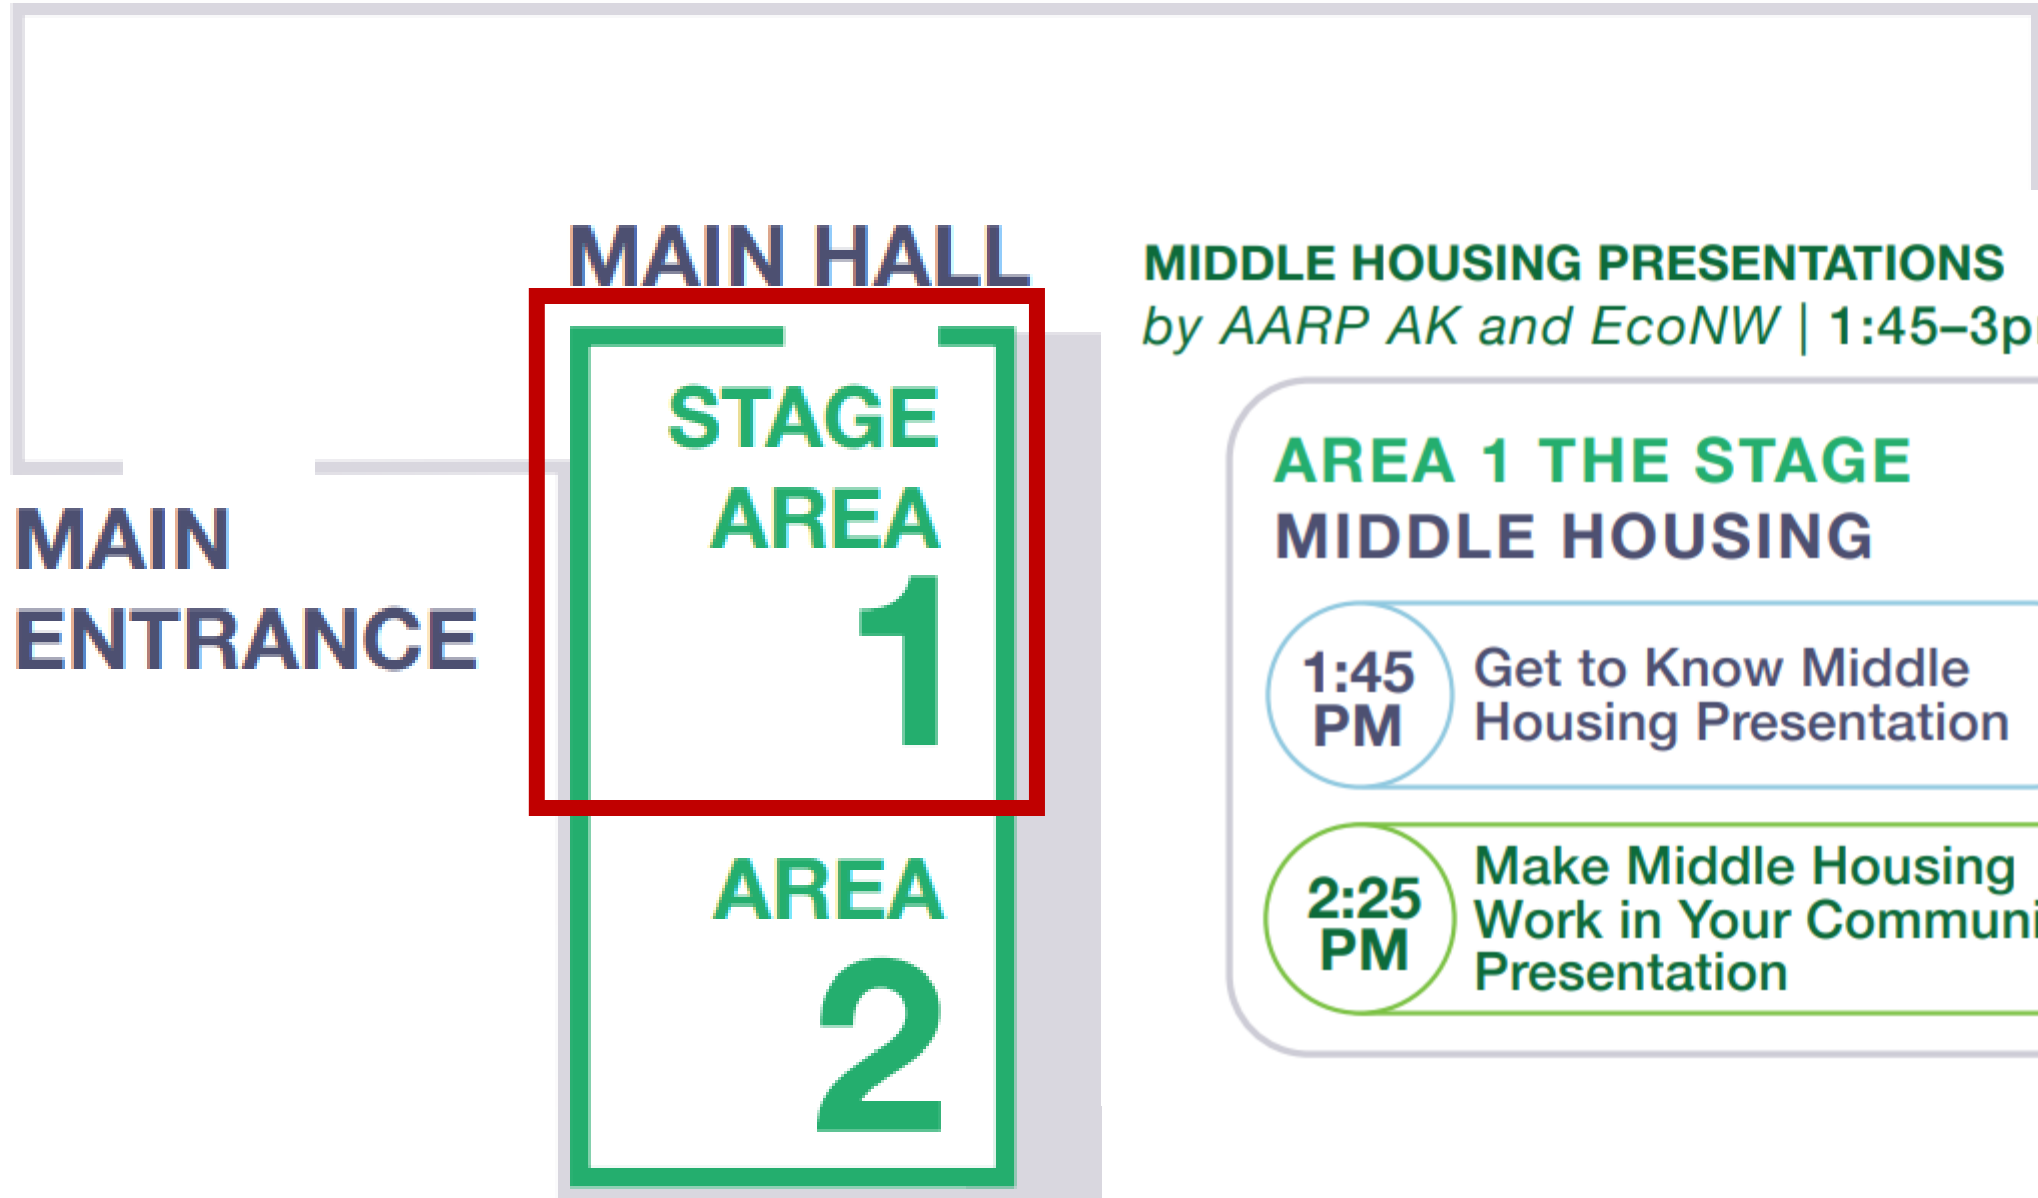 MAIN HALL
STAGE
AREA
1
AREA
2
MAIN
ENTRANCE
MIDDLE HOUSING PRESENTATIONS
by AARP AK and EcoNW | 1:45–3p
AREA 1 THE STAGE
MIDDLE HOUSING
1:45
PM
Get to Know Middle
Housing Presentation
2:25
PM
Make Middle Housing
Work in Your Communi
Presentation